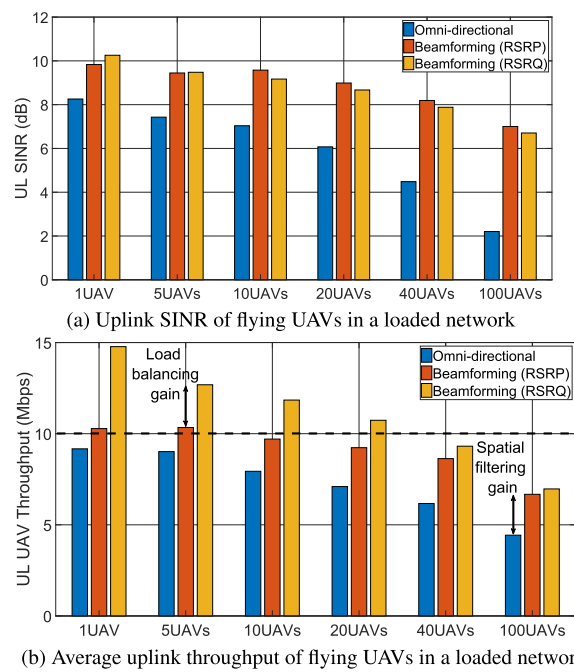 12
10
8
6
4
2
0
UL SINR (dB)
Omni-directional
Beamforming (RSRP)
Beamforming (RSRQ)
1UAV 5UAVs 10UAVs 20UAVs 40UAVs 100UAVs
(a) Uplink SINR of flying UAVs in a loaded network
15
10
5
0
UL UAV Throughput (Mbps)
Load
balancing
gain
Omni-directional
Beamforming (RSRP)
Beamforming (RSRQ)
Spatial
filtering
gain
1UAV 5UAVs 10UAVs 20UAVs 40UAVs 100UAVs
(b) Average uplink throughput of flying UAVs in a loaded networ